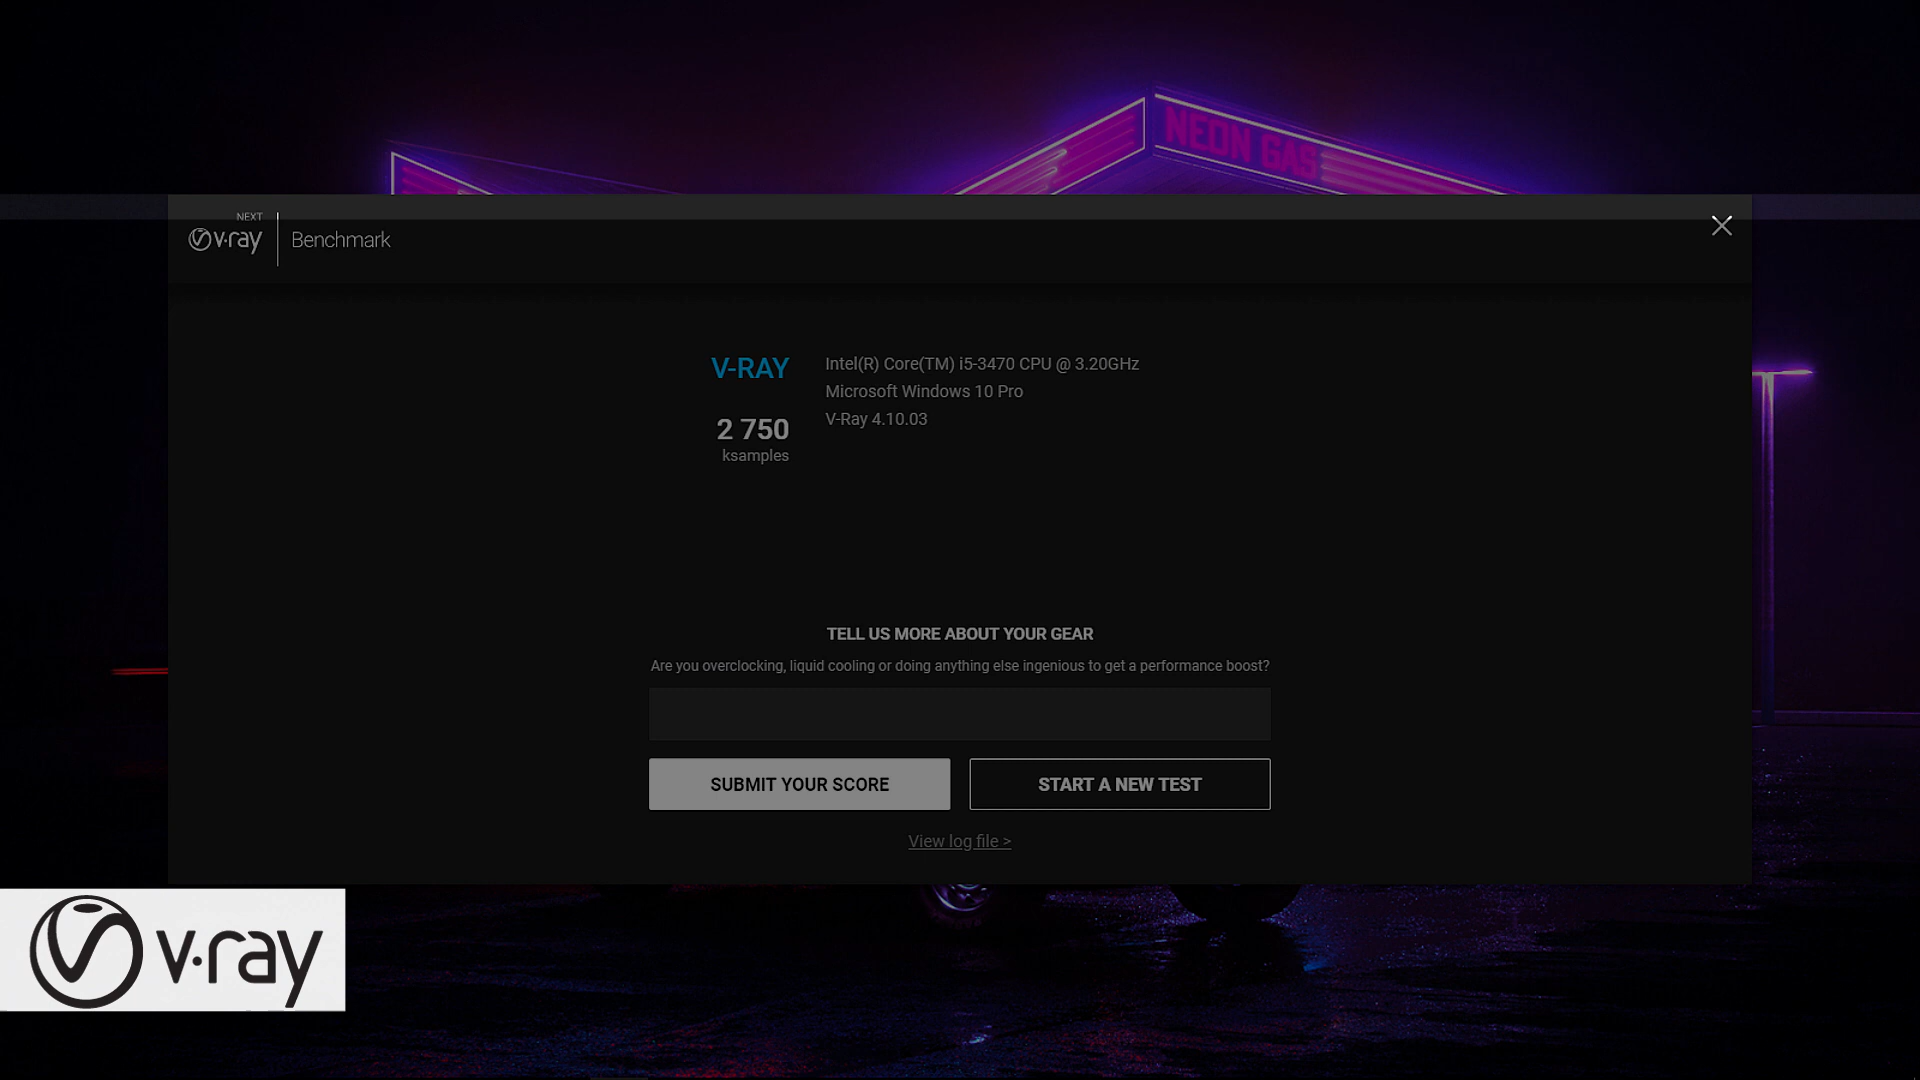 NEON GAS
NEXT
v·ray
Benchmark
V-RAY
Intel(R) Core(TM) i5-3470 CPU @ 3.20GHz
Microsoft Windows 10 Pro
V-Ray 4.10.03
2 750
ksamples
TELL US MORE ABOUT YOUR GEAR
Are you overclocking, liquid cooling or doing anything else ingenious to get a performance boost?
SUBMIT YOUR SCORE
START A NEW TEST
View log file >
v·ray